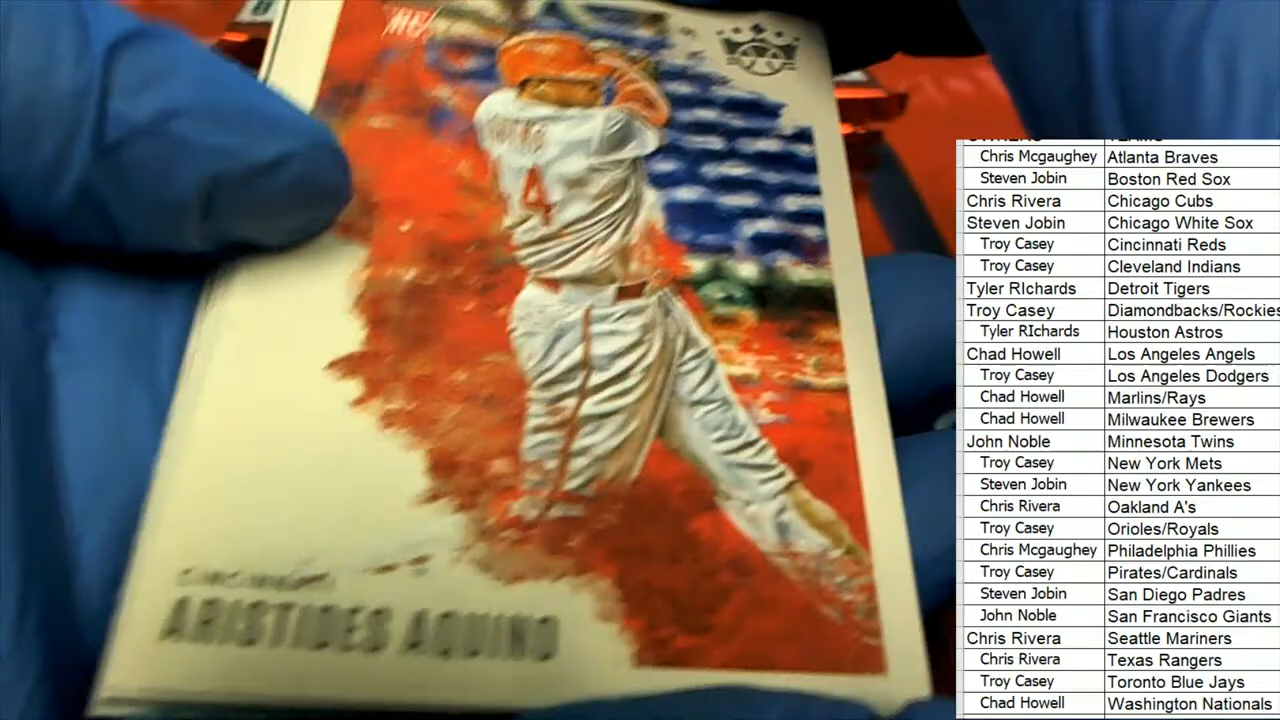 RC
4
CINCINNATI
ARISTIDES AQUINO
OWNERS TEAMS
Chris Mcgaughey Atlanta Braves
Steven Jobin Boston Red Sox
Chris Rivera Chicago Cubs
Steven Jobin Chicago White Sox
Troy Casey Cincinnati Reds
Troy Casey Cleveland Indians
Tyler RIchards Detroit Tigers
Troy Casey Diamondbacks/Rockies
Tyler RIchards Houston Astros
Chad Howell Los Angeles Angels
Troy Casey Los Angeles Dodgers
Chad Howell Marlins/Rays
Chad Howell Milwaukee Brewers
John Noble Minnesota Twins
Troy Casey New York Mets
Steven Jobin New York Yankees
Chris Rivera Oakland A's
Troy Casey Orioles/Royals
Chris Mcgaughey Philadelphia Phillies
Troy Casey Pirates/Cardinals
Steven Jobin San Diego Padres
John Noble San Francisco Giants
Chris Rivera Seattle Mariners
Chris Rivera Texas Rangers
Troy Casey Toronto Blue Jays
Chad Howell Washington Nationals